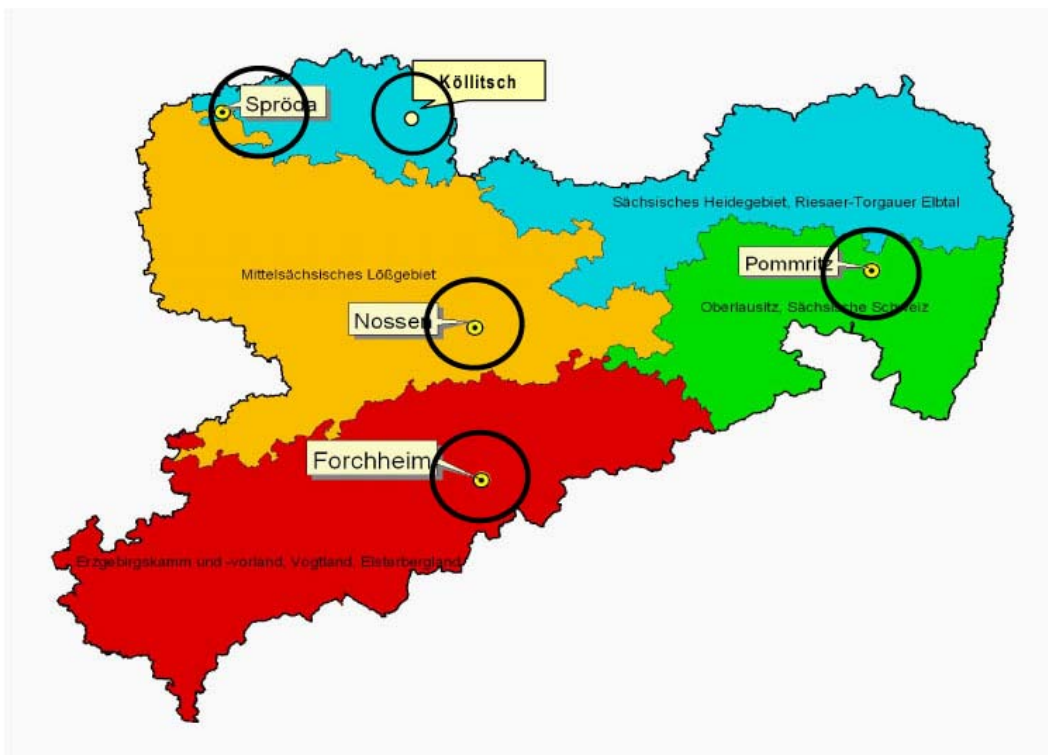 Köllitsch
Spröda
Sächsisches Heidegebiet, Riesaer-Torgauer Elbtal
Pommritz
Mittelsächsisches Lößgebiet
Oberlausitz, Sächsische Schweiz
Nossen
Forchheim
Erzgebirgskamm und -vorland, Vogtland, Elsterbergland